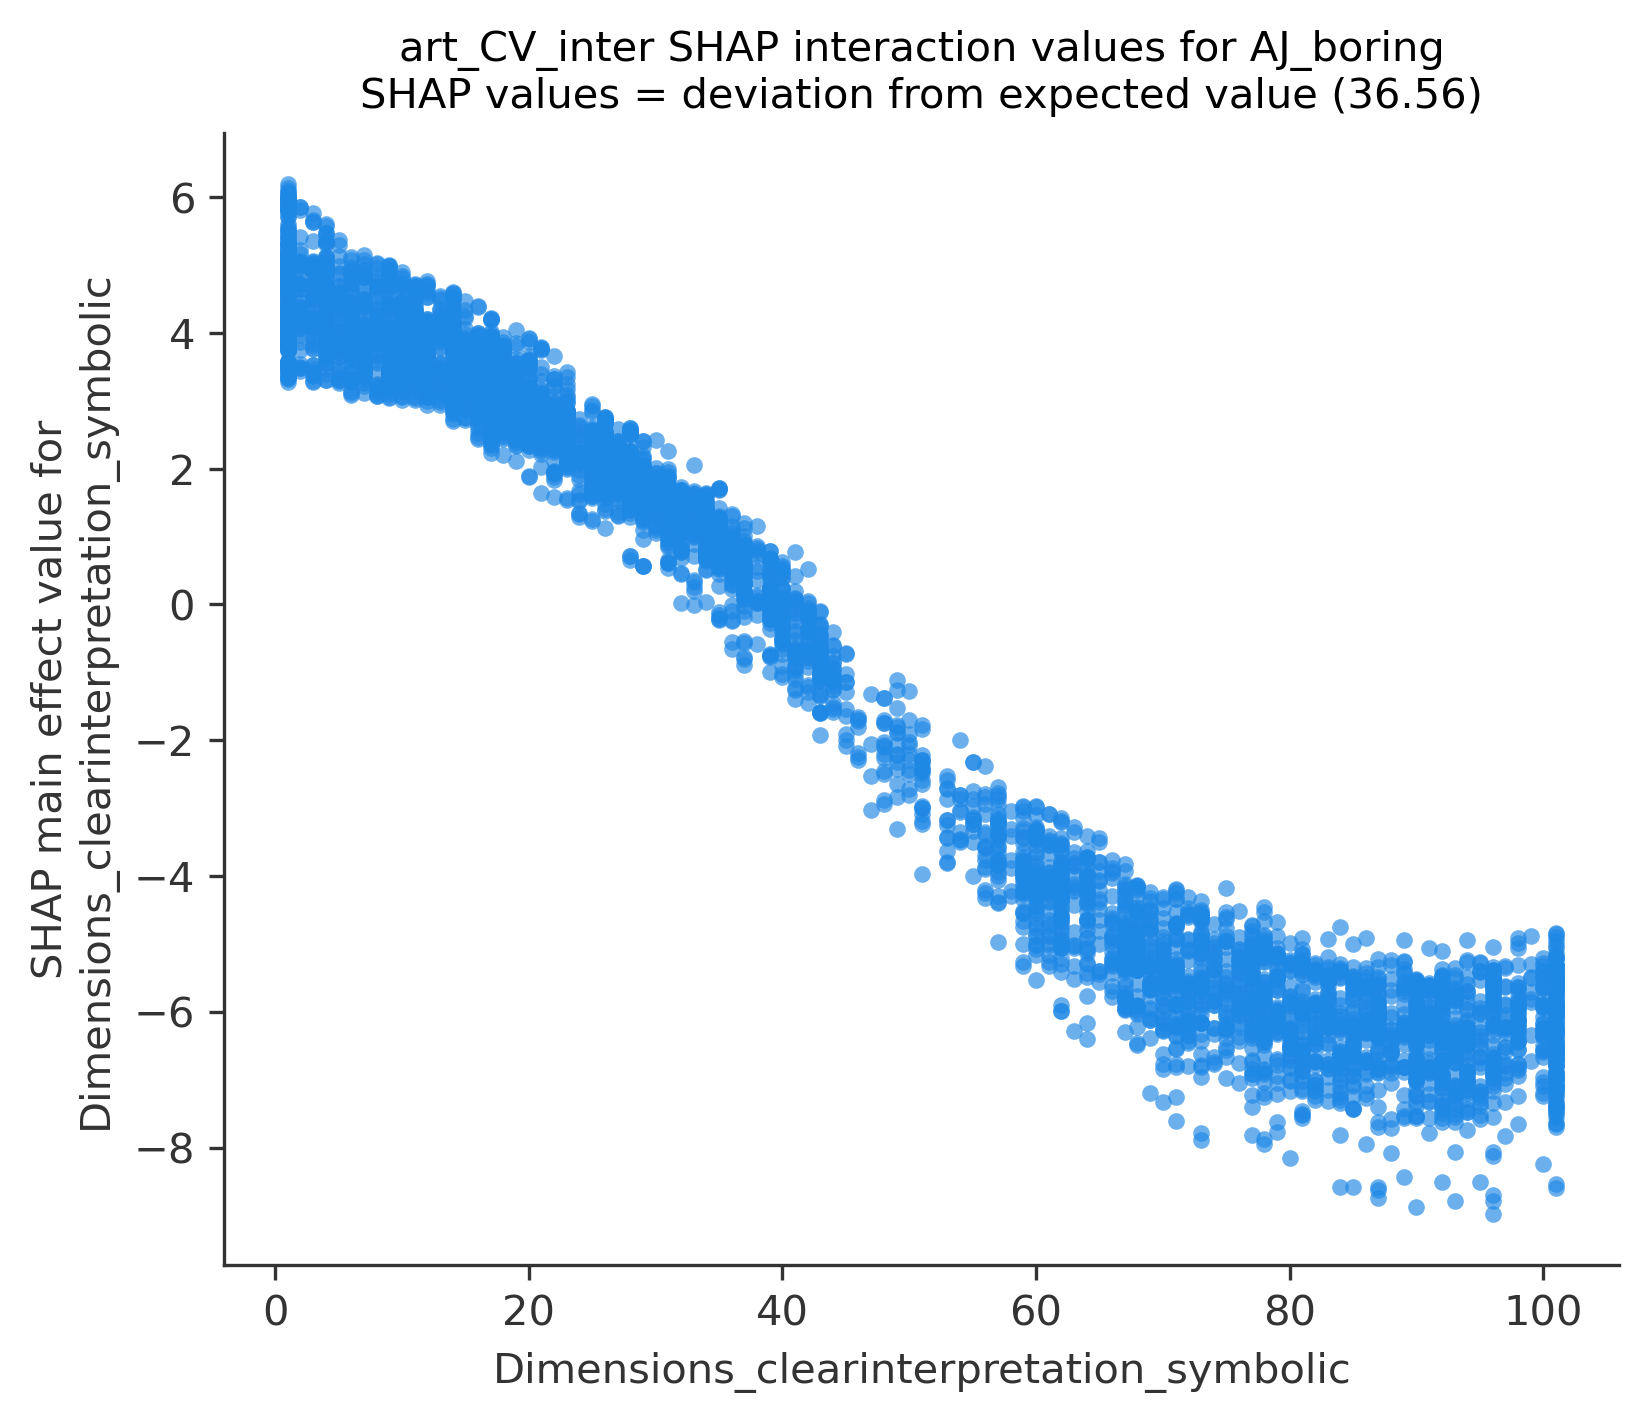 art_CV_inter SHAP interaction values for AJ_boring
SHAP values = deviation from expected value (36.56)
SHAP main effect value for
Dimensions_clearinterpretation_symbolic
6
4
2
0
−2
−4
−6
−8
0 20 40 60 80 100
Dimensions_clearinterpretation_symbolic